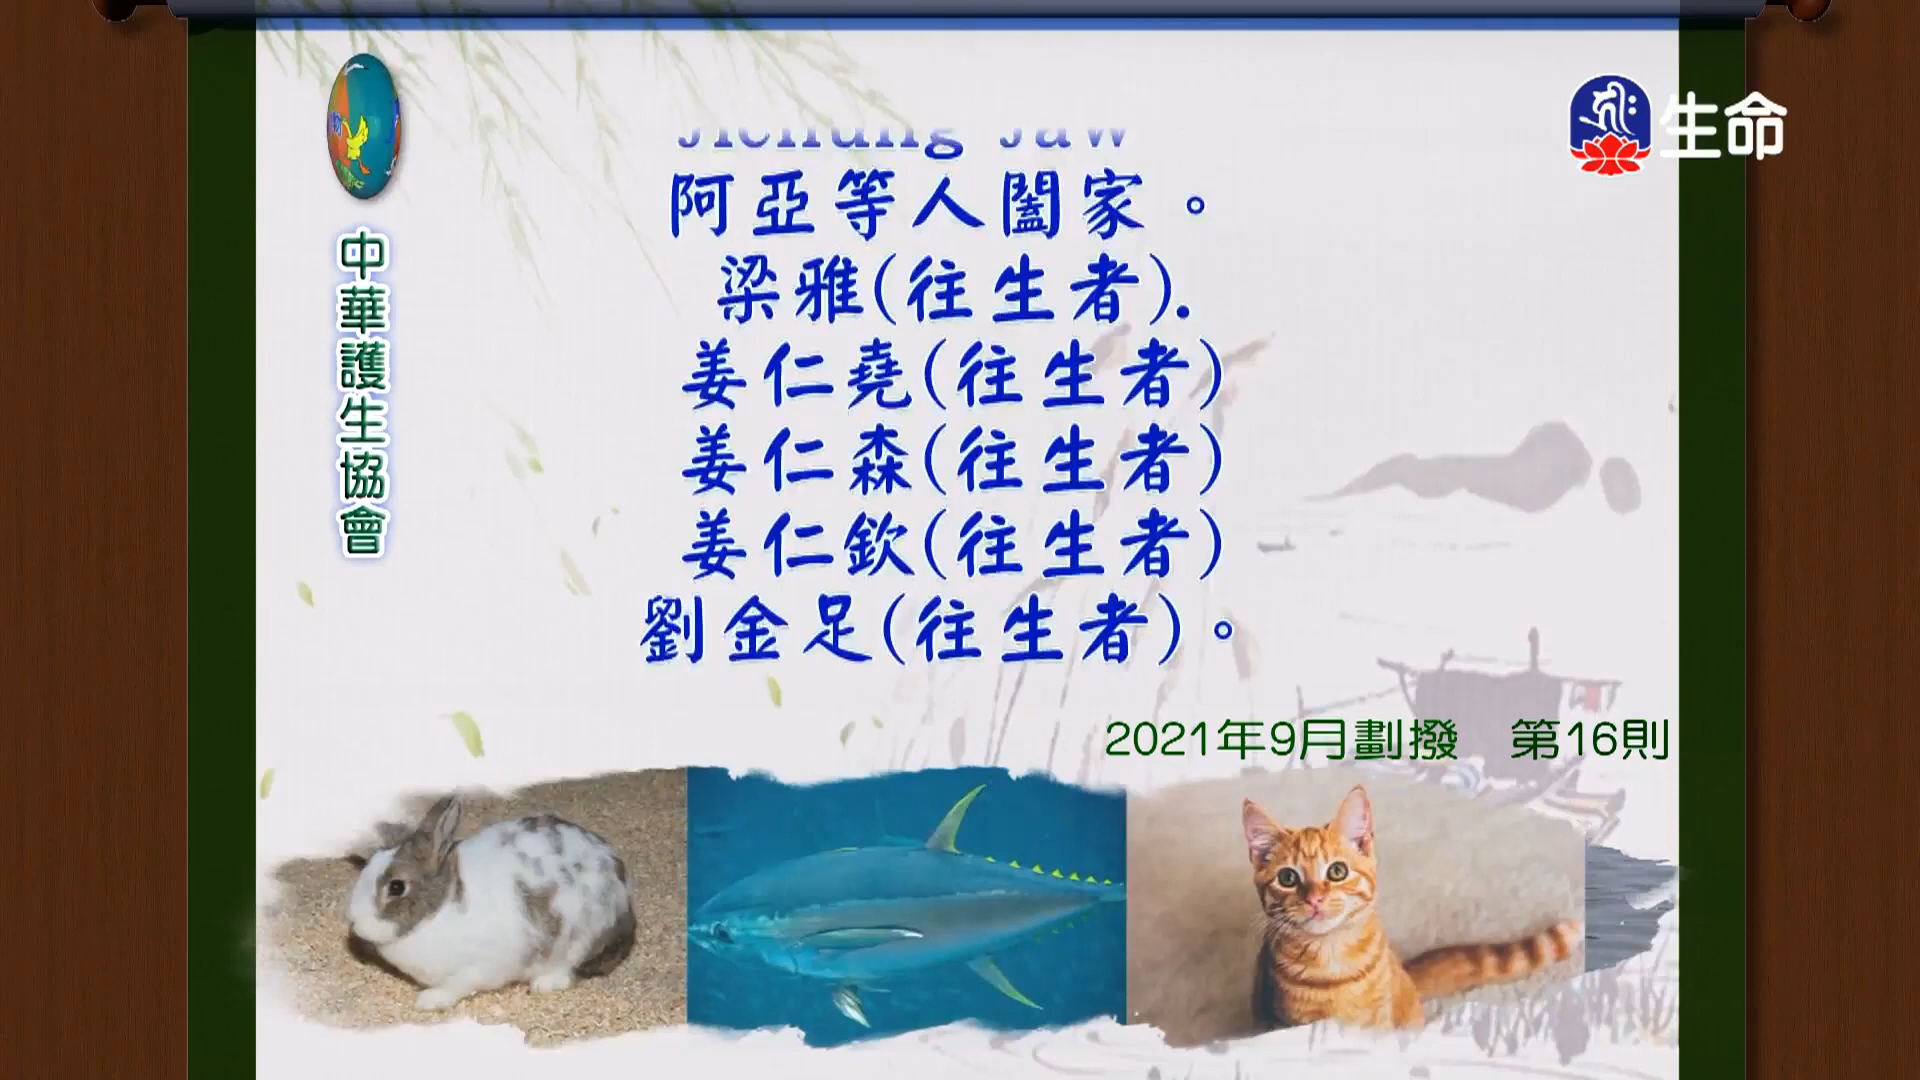 生命
中華護生協會
Jichung Jaw
阿亞等人闔家。
梁雅(往生者).
姜仁堯(往生者)
姜仁森(往生者)
姜仁欽(往生者)
劉金足(往生者)。
2021年9月劃撥 第16則